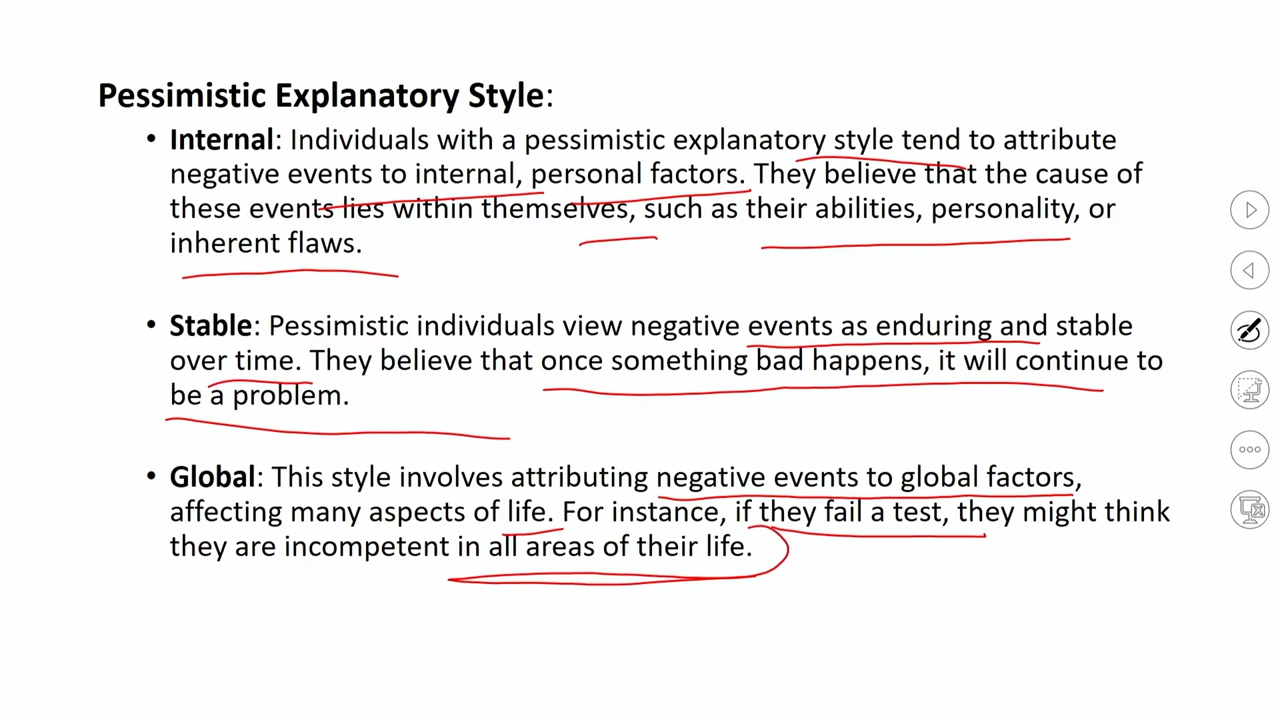 Pessimistic Explanatory Style:
• Internal: Individuals with a pessimistic explanatory style tend to attribute
negative events to internal, personal factors. They believe that the cause of
these events lies within themselves, such as their abilities, personality, or
inherent flaws.
• Stable: Pessimistic individuals view negative events as enduring and stable
over time. They believe that once something bad happens, it will continue to
be a problem.
• Global: This style involves attributing negative events to global factors,
affecting many aspects of life. For instance, if they fail a test, they might think
they are incompetent in all areas of their life.